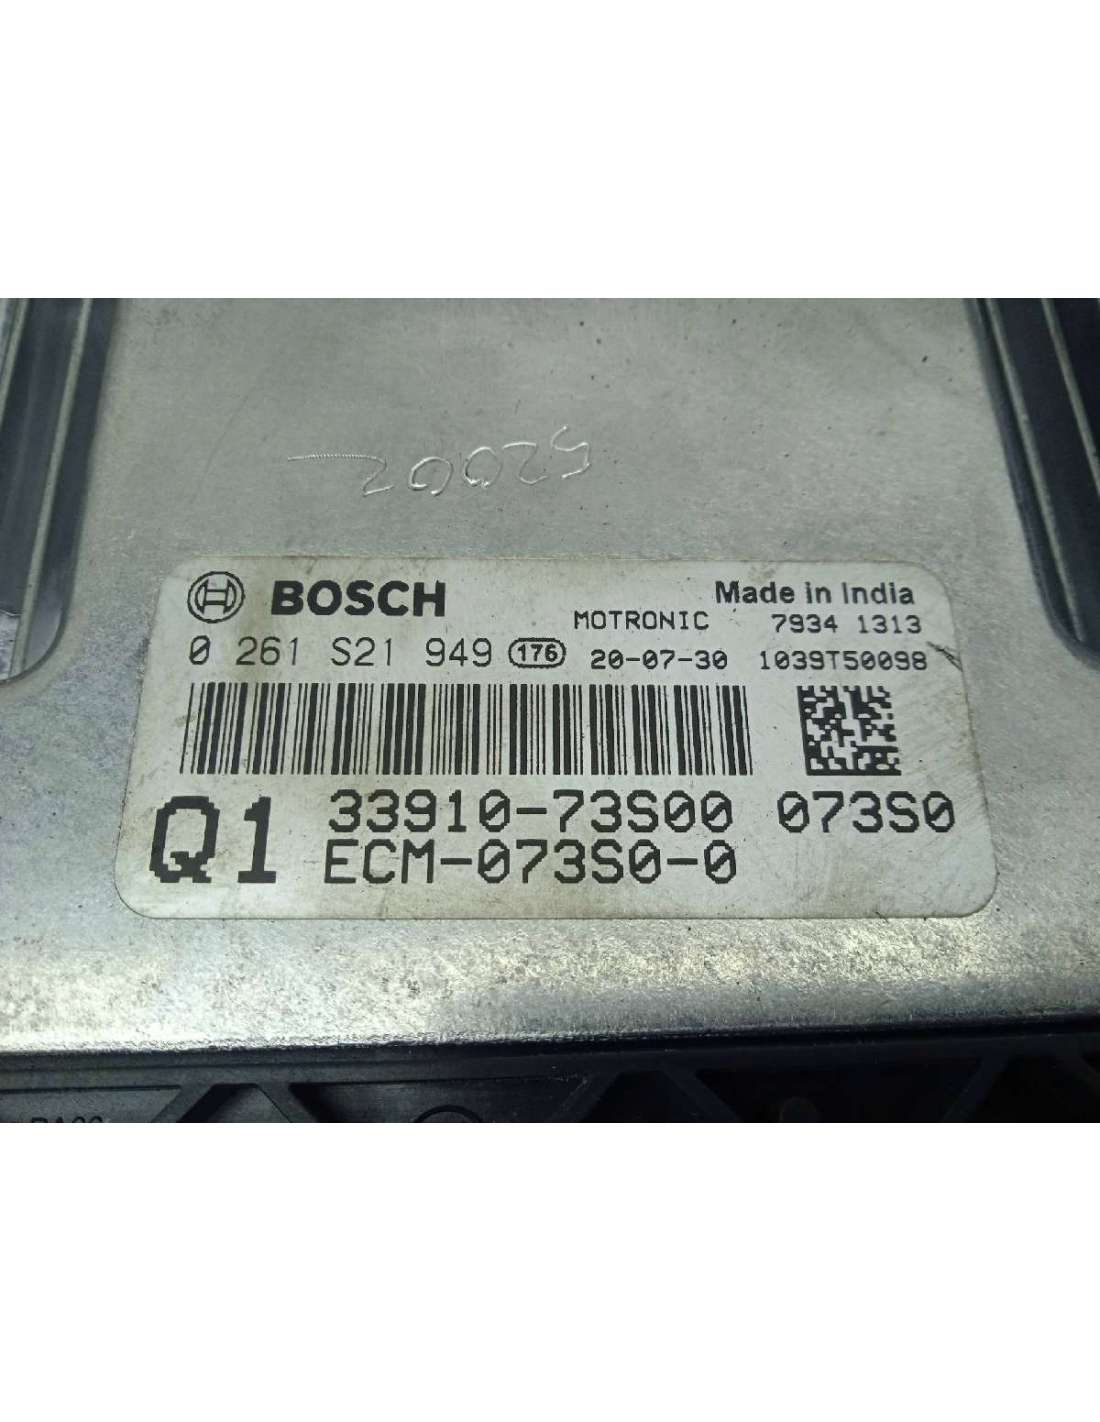 BOSCH Made in India
MOTRONIC 7934 1313
0 261 S21 949 176 20-07-30 1039T50098
Q1 33910-73S00 073S0
ECM-073S0-0